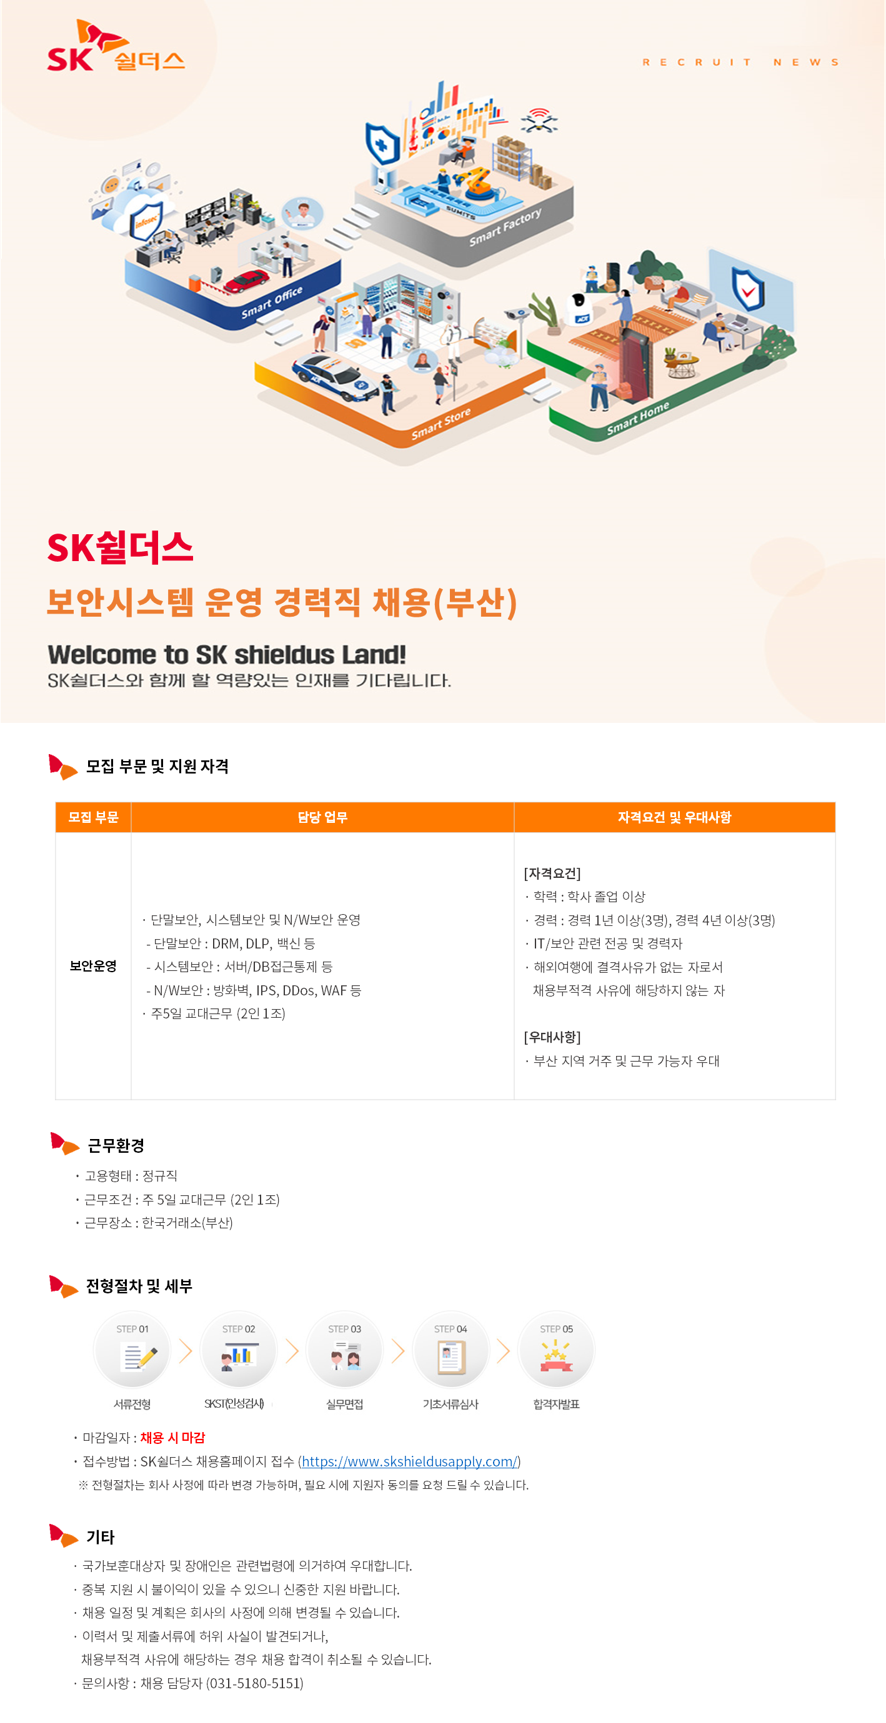 SK 쉴더스
RECRUIT NEWS
infosec
SUMITS
Smart Factory
Smart Office
ADT
ADT
Smart Store
Smart Home
SK쉴더스
보안시스템 운영 경력직 채용(부산)
Welcome to SK shieldus Land!
SK쉴더스와 함께 할 역량있는 인재를 기다립니다.
모집 부문 및 지원 자격
모집 부문 담당 업무 자격요건 및 우대사항
보안운영
· 단말보안, 시스템보안 및 N/W보안 운영
- 단말보안 : DRM, DLP, 백신 등
- 시스템보안 : 서버/DB접근통제 등
- N/W보안 : 방화벽, IPS, DDos, WAF 등
· 주5일 교대근무 (2인 1조)
[자격요건]
· 학력 : 학사 졸업 이상
· 경력 : 경력 1년 이상(3명), 경력 4년 이상(3명)
· IT/보안 관련 전공 및 경력자
· 해외여행에 결격사유가 없는 자로서
채용부적격 사유에 해당하지 않는 자
[우대사항]
· 부산 지역 거주 및 근무 가능자 우대
근무환경
· 고용형태 : 정규직
· 근무조건 : 주 5일 교대근무 (2인 1조)
· 근무장소 : 한국거래소(부산)
전형절차 및 세부
STEP 01 STEP 02 STEP 03 STEP 04 STEP 05
서류전형 SKST(인성검사) 실무면접 기초서류심사 합격자발표
· 마감일자 : 채용 시 마감
· 접수방법 : SK쉴더스 채용홈페이지 접수 (https://www.skshieldusapply.com/)
※ 전형절차는 회사 사정에 따라 변경 가능하며, 필요 시에 지원자 동의를 요청 드릴 수 있습니다.
기타
· 국가보훈대상자 및 장애인은 관련법령에 의거하여 우대합니다.
· 중복 지원 시 불이익이 있을 수 있으니 신중한 지원 바랍니다.
· 채용 일정 및 계획은 회사의 사정에 의해 변경될 수 있습니다.
· 이력서 및 제출서류에 허위 사실이 발견되거나,
채용부적격 사유에 해당하는 경우 채용 합격이 취소될 수 있습니다.
· 문의사항 : 채용 담당자 (031-5180-5151)